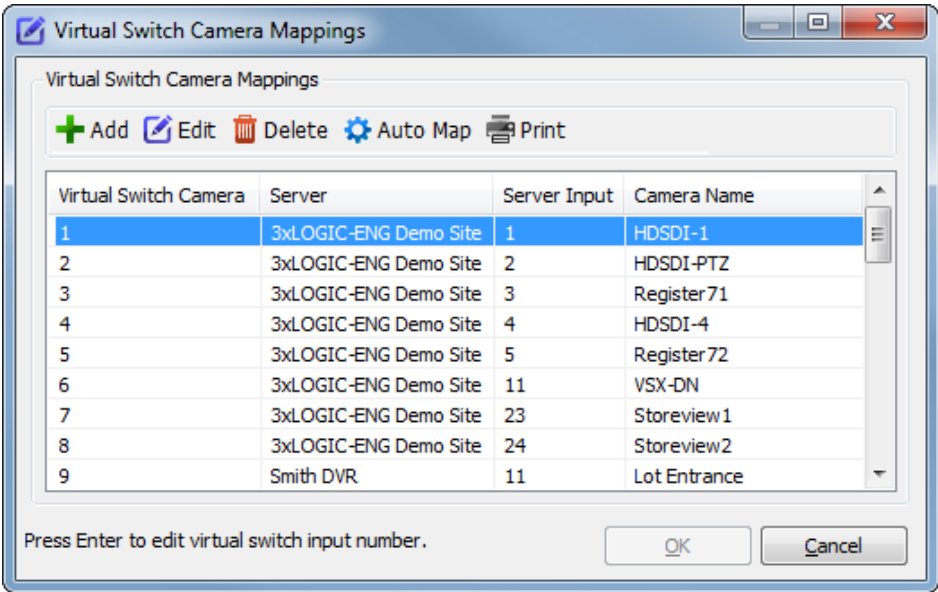 Virtual Switch Camera Mappings
Virtual Switch Camera Mappings
Add Edit Delete Auto Map Print
Virtual Switch Camera Server Server Input Camera Name
1 3xLOGIC-ENG Demo Site 1 HDSDI-1
2 3xLOGIC-ENG Demo Site 2 HDSDI-PTZ
3 3xLOGIC-ENG Demo Site 3 Register71
4 3xLOGIC-ENG Demo Site 4 HDSDI-4
5 3xLOGIC-ENG Demo Site 5 Register72
6 3xLOGIC-ENG Demo Site 11 VSX-DN
7 3xLOGIC-ENG Demo Site 23 Storeview1
8 3xLOGIC-ENG Demo Site 24 Storeview2
9 Smith DVR 11 Lot Entrance
Press Enter to edit virtual switch input number. OK Cancel